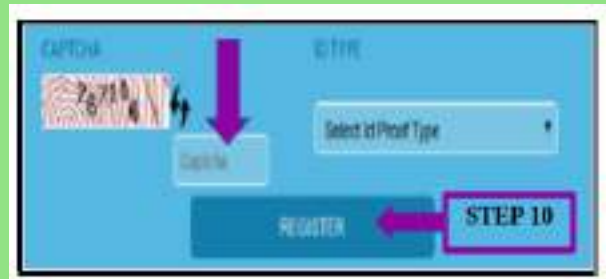 CAPTCHA
ID TYPE
Select Id Proof Type
Captcha
REGISTER
STEP 10